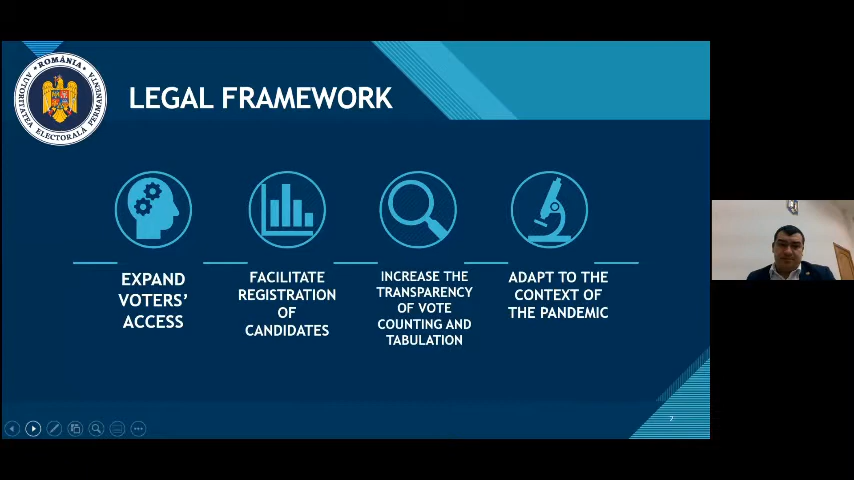 ROMÂNIA
AUTORITATEA ELECTORALĂ PERMANENTĂ
LEGAL FRAMEWORK
EXPAND
VOTERS'
ACCESS
FACILITATE
REGISTRATION
OF
CANDIDATES
INCREASE THE
TRANSPARENCY
OF VOTE
COUNTING AND
TABULATION
ADAPT TO THE
CONTEXT OF
THE PANDEMIC
2